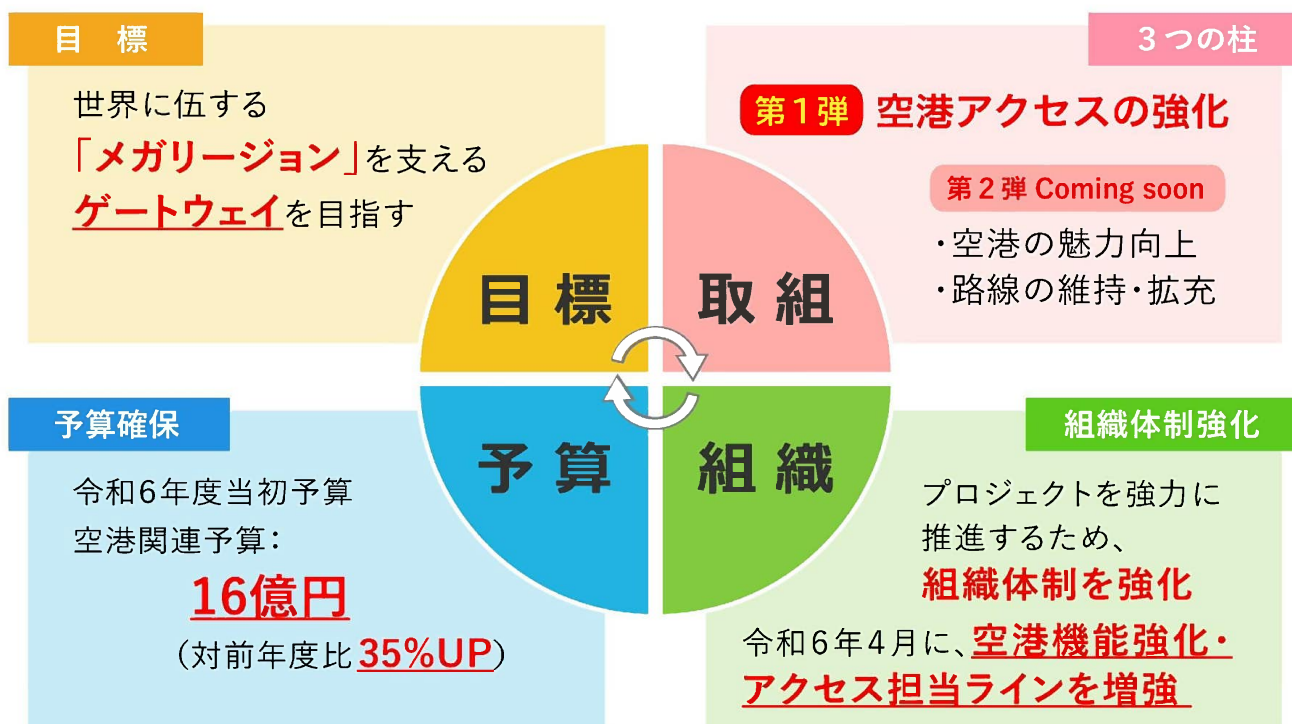 目標
世界に伍する
「メガリージョン」を支える
ゲートウェイを目指す
3つの柱
第1弾 空港アクセスの強化
第2弾 Coming soon
・空港の魅力向上
・路線の維持・拡充
目標
取組
予算
組織
予算確保
令和6年度当初予算
空港関連予算：
16億円
（対前年度比35%UP）
組織体制強化
プロジェクトを強力に
推進するため、
組織体制を強化
令和6年4月に、空港機能強化・
アクセス担当ラインを増強